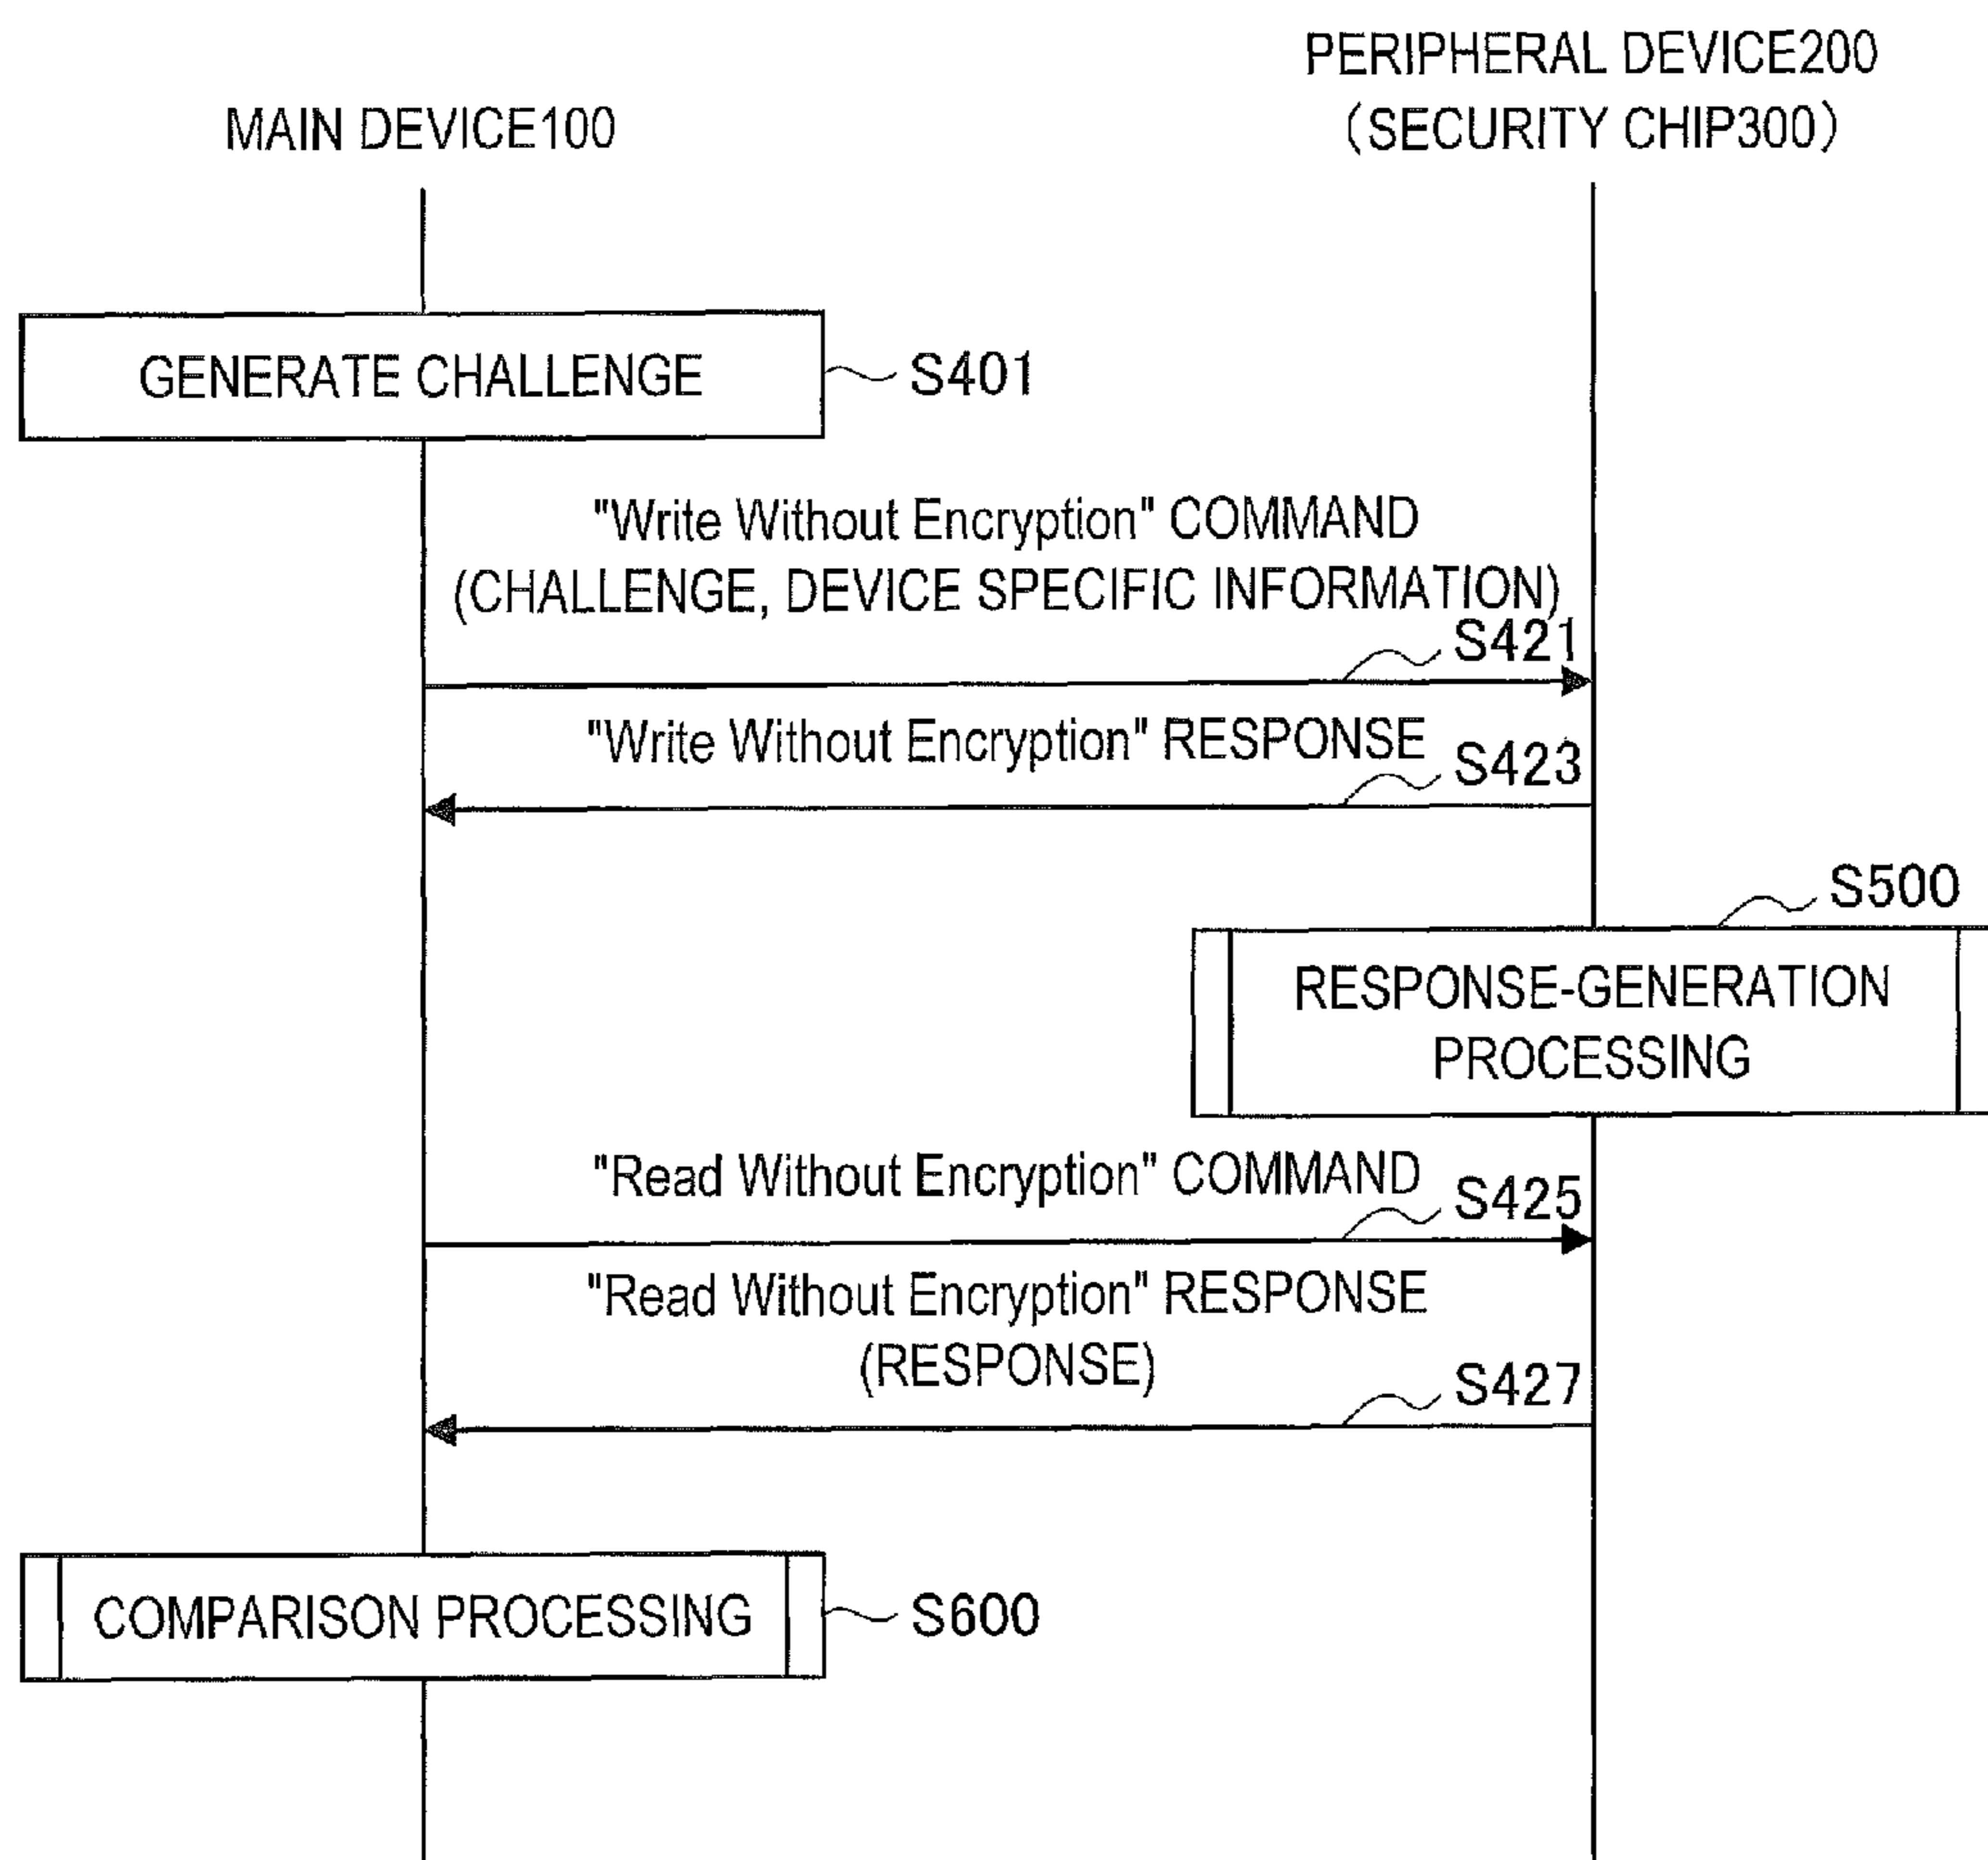 PERIPHERAL DEVICE200
(SECURITY CHIP300)
MAIN DEVICE100
GENERATE CHALLENGE
S401
"Write Without Encryption" COMMAND
(CHALLENGE, DEVICE SPECIFIC INFORMATION)
S421
"Write Without Encryption" RESPONSE
S423
S500
RESPONSE-GENERATION
PROCESSING
"Read Without Encryption" COMMAND
S425
"Read Without Encryption" RESPONSE
(RESPONSE)
S427
COMPARISON PROCESSING
S600